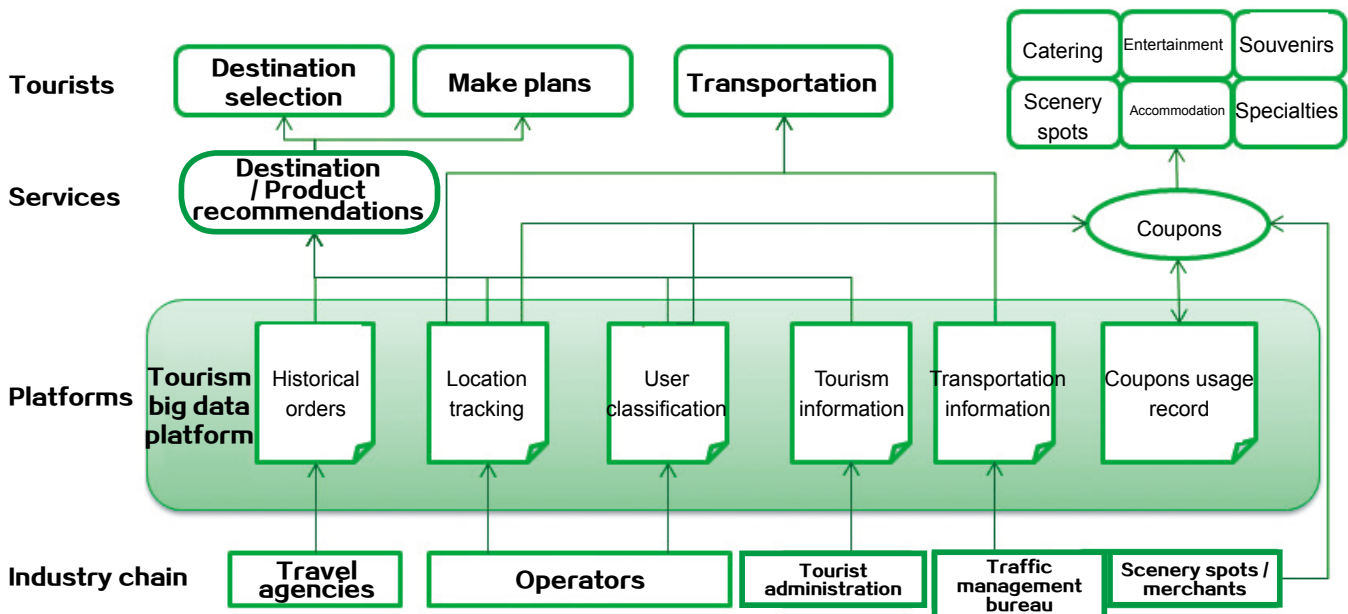 Tourists
Destination
selection
Make plans
Transportation
Catering
Entertainment
Souvenirs
Scenery
spots
Accommodation
Specialties
Services
Destination
/ Product
recommendations
Coupons
Platforms
Tourism
big data
platform
Historical
orders
Location
tracking
User
classification
Tourism
information
Transportation
information
Coupons usage
record
Industry chain
Travel
agencies
Operators
Tourist
administration
Traffic
management
bureau
Scenery spots /
merchants